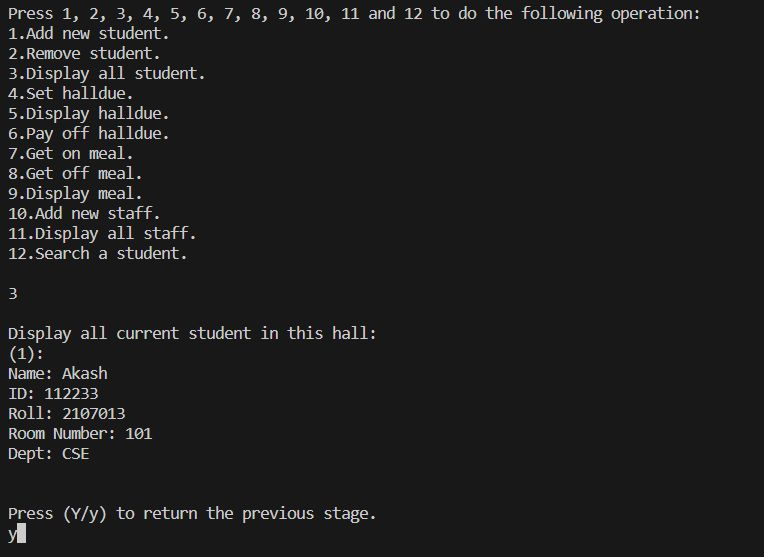 Press 1, 2, 3, 4, 5, 6, 7, 8, 9, 10, 11 and 12 to do the following operation:
1.Add new student.
2.Remove student.
3.Display all student.
4.Set halldue.
5.Display halldue.
6.Pay off halldue.
7.Get on meal.
8.Get off meal.
9.Display meal.
10.Add new staff.
11.Display all staff.
12.Search a student.
3
Display all current student in this hall:
(1):
Name: Akash
ID: 112233
Roll: 2107013
Room Number: 101
Dept: CSE
Press (Y/y) to return the previous stage.
y